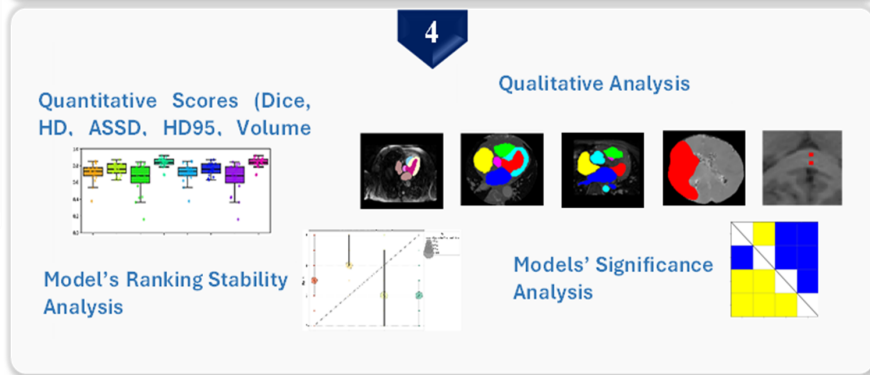 4
Qualitative Analysis
Quantitative Scores (Dice,
HD, ASSD, HD95, Volume
Model's Ranking Stability
Analysis
Models' Significance
Analysis